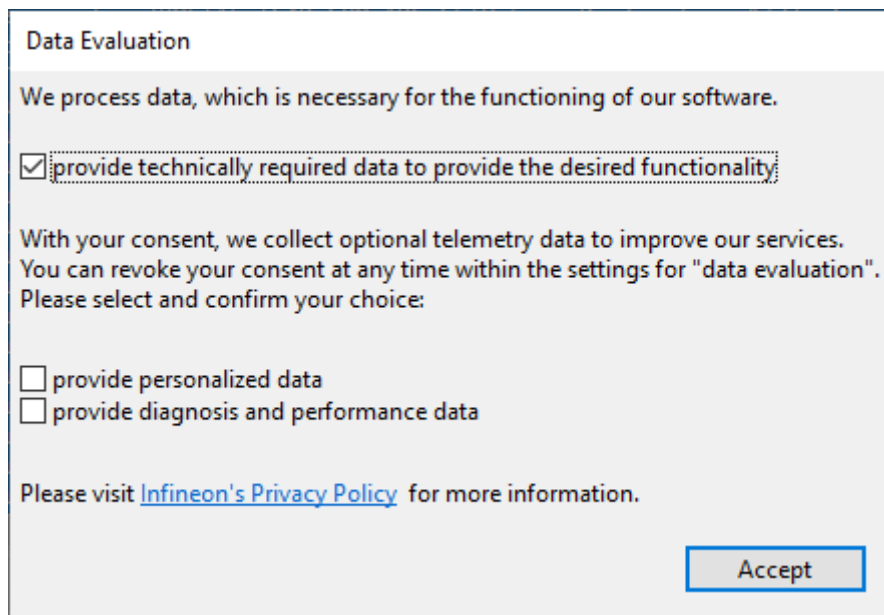 Data Evaluation
We process data, which is necessary for the functioning of our software.
provide technically required data to provide the desired functionality
With your consent, we collect optional telemetry data to improve our services.
You can revoke your consent at any time within the settings for "data evaluation".
Please select and confirm your choice:
provide personalized data
provide diagnosis and performance data
Please visit Infineon's Privacy Policy for more information.
Accept